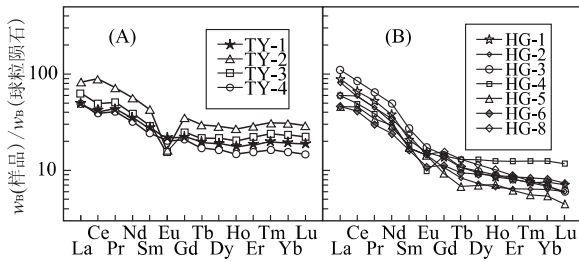 w_B(样品)/w_B(球粒陨石)
100
10
(A)
TY-1
TY-2
TY-3
TY-4
(B)
HG-1
HG-2
HG-3
HG-4
HG-5
HG-6
HG-8
Ce Nd Eu Tb Ho Tm Lu
La Pr Sm Gd Dy Er Yb
Ce Nd Eu Tb Ho Tm Lu
La Pr Sm Gd Dy Er Yb